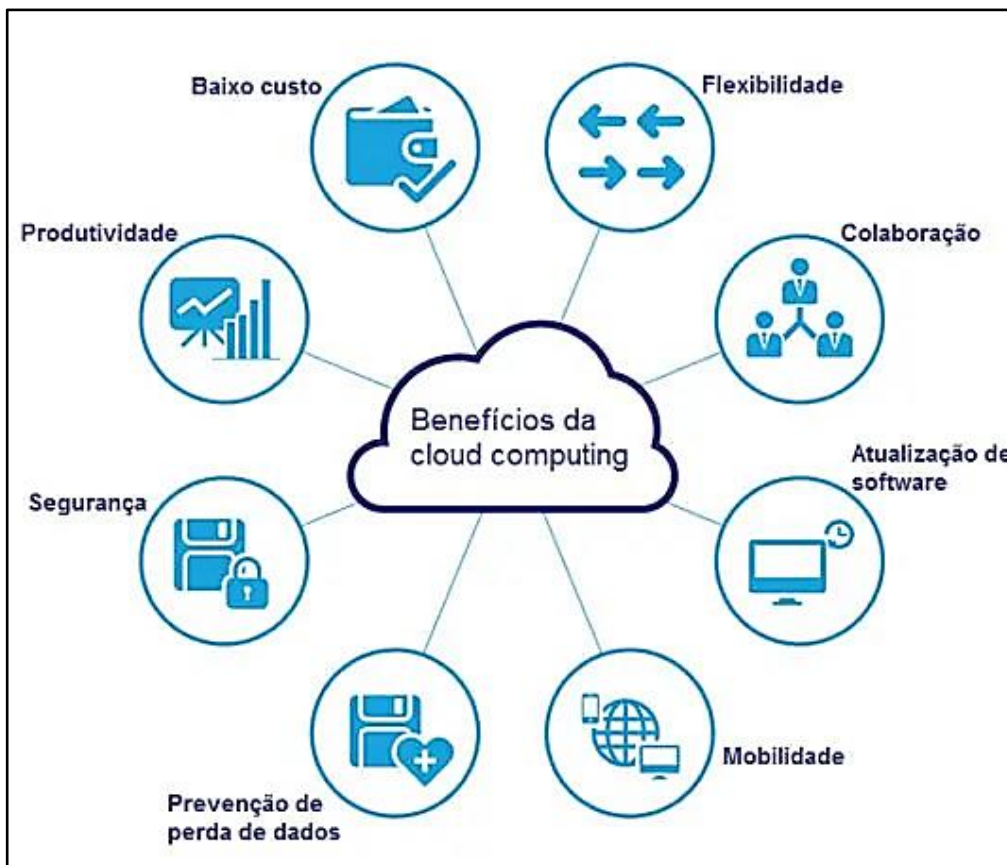 Baixo custo
Flexibilidade
Produtividade
Colaboração
Benefícios da
cloud computing
Segurança
Atualização de
software
Prevenção de
perda de dados
Mobilidade